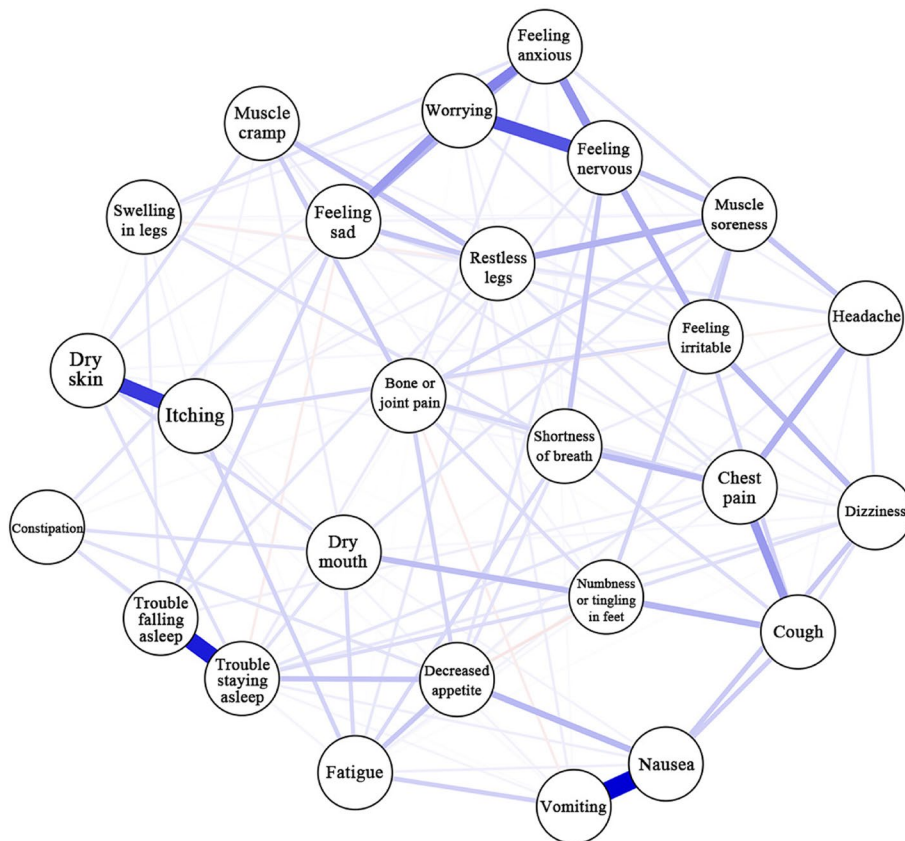 Feeling
anxious
Worrying
Muscle
cramp
Feeling
nervous
Swelling
in legs
Feeling
sad
Muscle
soreness
Restless
legs
Headache
Feeling
irritable
Dry
skin
Itching
Bone or
joint pain
Shortness
of breath
Chest
pain
Dizziness
Constipation
Dry
mouth
Numbness
or tingling
in feet
Trouble
falling
asleep
Cough
Trouble
staying
asleep
Decreased
appetite
Fatigue
Nausea
Vomiting